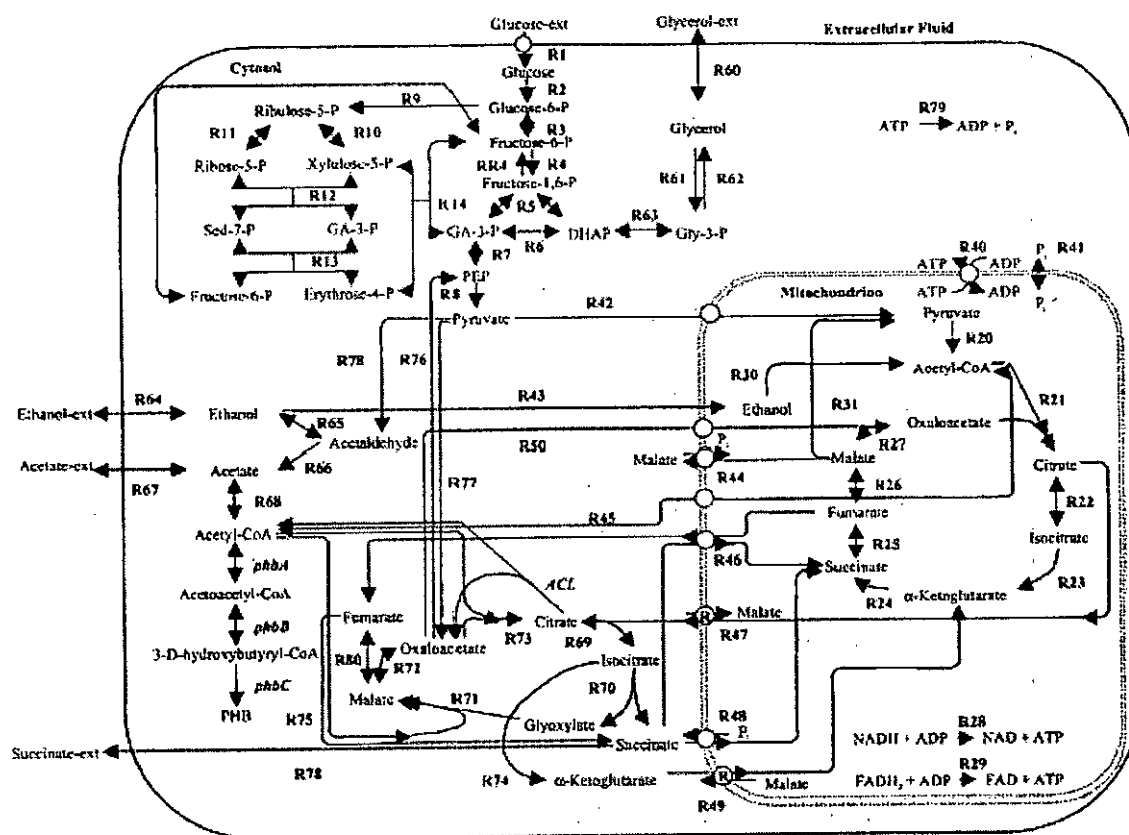 Glucose-ext
Glycerol-ext
Extracellular Fluid
R1
R60
Cytosol
Glucose
R2
R9
Glucose-6-P
R79
Ribulose-5-P
R3
Glycerol
ATP ADP + Pi
R11
R10
Fructose-6-P
RR4
R4
Ribose-5-P
Xylulose-5-P
R61
R62
Fructose-1,6-P
R12
R14
R5
R63
Sed-7-P
GA-3-P
GA-3-P
DHAP
Gly-3-P
R6
R7
R40
R41
R13
ATP
ADP
Pi
PEP
Fructose-6-P
Erythrose-4-P
R8
R42
Mitochondrion
ATP
ADP
Pi
Pyruvate
Pyruvate
R20
R78
R76
Acetyl-CoA
R30
R64
R43
R21
Ethanol-ext
Ethanol
Ethanol
R31
R65
Oxaloacetate
Acetaldehyde
R50
R27
Acetate-ext
Acetate
R66
Malate
Pi
Malate
Citrate
R67
R44
R77
R26
R68
R22
R45
Fumarate
Acetyl-CoA
R46
R25
Isocitrate
phbA
Succinate
R23
ACL
R24
α-Ketoglutarate
Acetoacetyl-CoA
Fumarate
Citrate
R
Malate
phbB
R73
R69
R47
3-D-hydroxybutyryl-CoA
R80
R72
Oxaloacetate
Isocitrate
phbC
R70
Malate
R71
PHB
R75
Glyoxylate
R48
R28
Succinate
Pi
NADH + ADP NAD + ATP
Succinate-ext
R29
R78
R74
α-Ketoglutarate
R
Malate
FADH2 + ADP FAD + ATP
R49